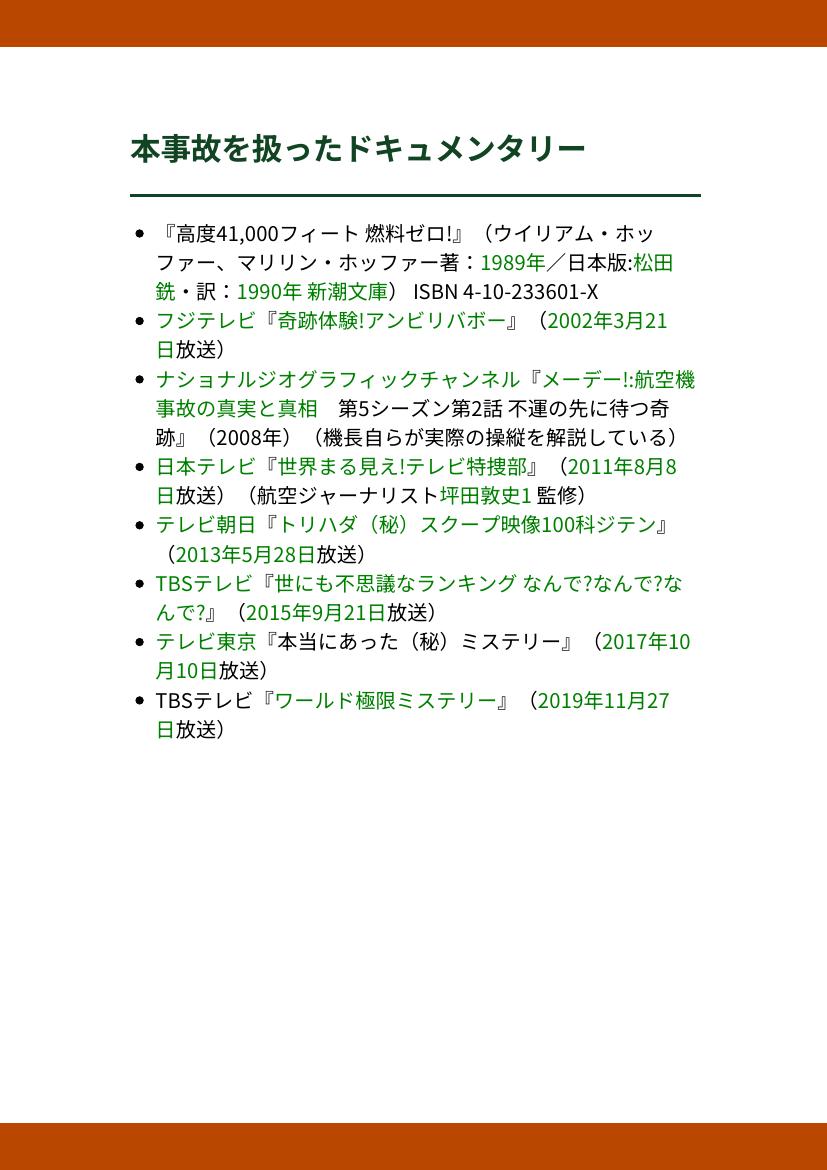 本事故を扱ったドキュメンタリー
『高度41,000フィート 燃料ゼロ!』（ウイリアム・ホッ
ファー、マリリン・ホッファー著：1989年／日本版:松田
銑・訳：1990年 新潮文庫） ISBN 4-10-233601-X
フジテレビ『奇跡体験!アンビリバボー』（2002年3月21
日放送）
ナショナルジオグラフィックチャンネル『メーデー!:航空機
事故の真実と真相　第5シーズン第2話 不運の先に待つ奇
跡』（2008年）（機長自らが実際の操縦を解説している）
日本テレビ『世界まる見え!テレビ特捜部』（2011年8月8
日放送）（航空ジャーナリスト坪田敦史1 監修）
テレビ朝日『トリハダ（秘）スクープ映像100科ジテン』
（2013年5月28日放送）
TBSテレビ『世にも不思議なランキング なんで?なんで?な
んで?』（2015年9月21日放送）
テレビ東京『本当にあった（秘）ミステリー』（2017年10
月10日放送）
TBSテレビ『ワールド極限ミステリー』（2019年11月27
日放送）